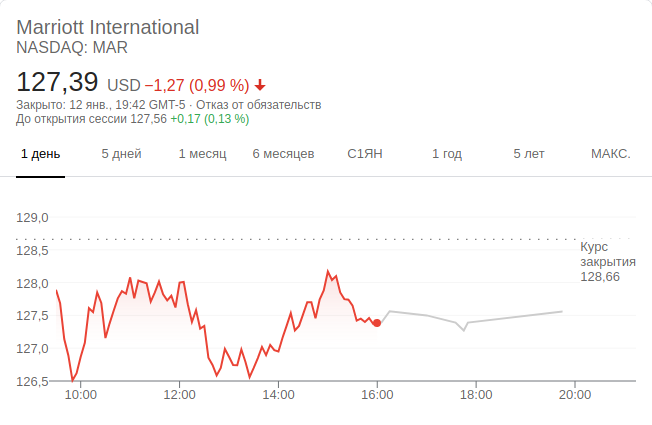 Marriott International
NASDAQ: MAR
127,39 USD −1,27 (0,99 %)
Закрыто: 12 янв., 19:42 GMT-5 · Отказ от обязательств
До открытия сессии 127,56 +0,17 (0,13 %)
1 день 5 дней 1 месяц 6 месяцев С1ЯН 1 год 5 лет МАКС.
129,0
128,5
Курс
закрытия
128,66
128,0
127,5
127,0
126,5
10:00 12:00 14:00 16:00 18:00 20:00